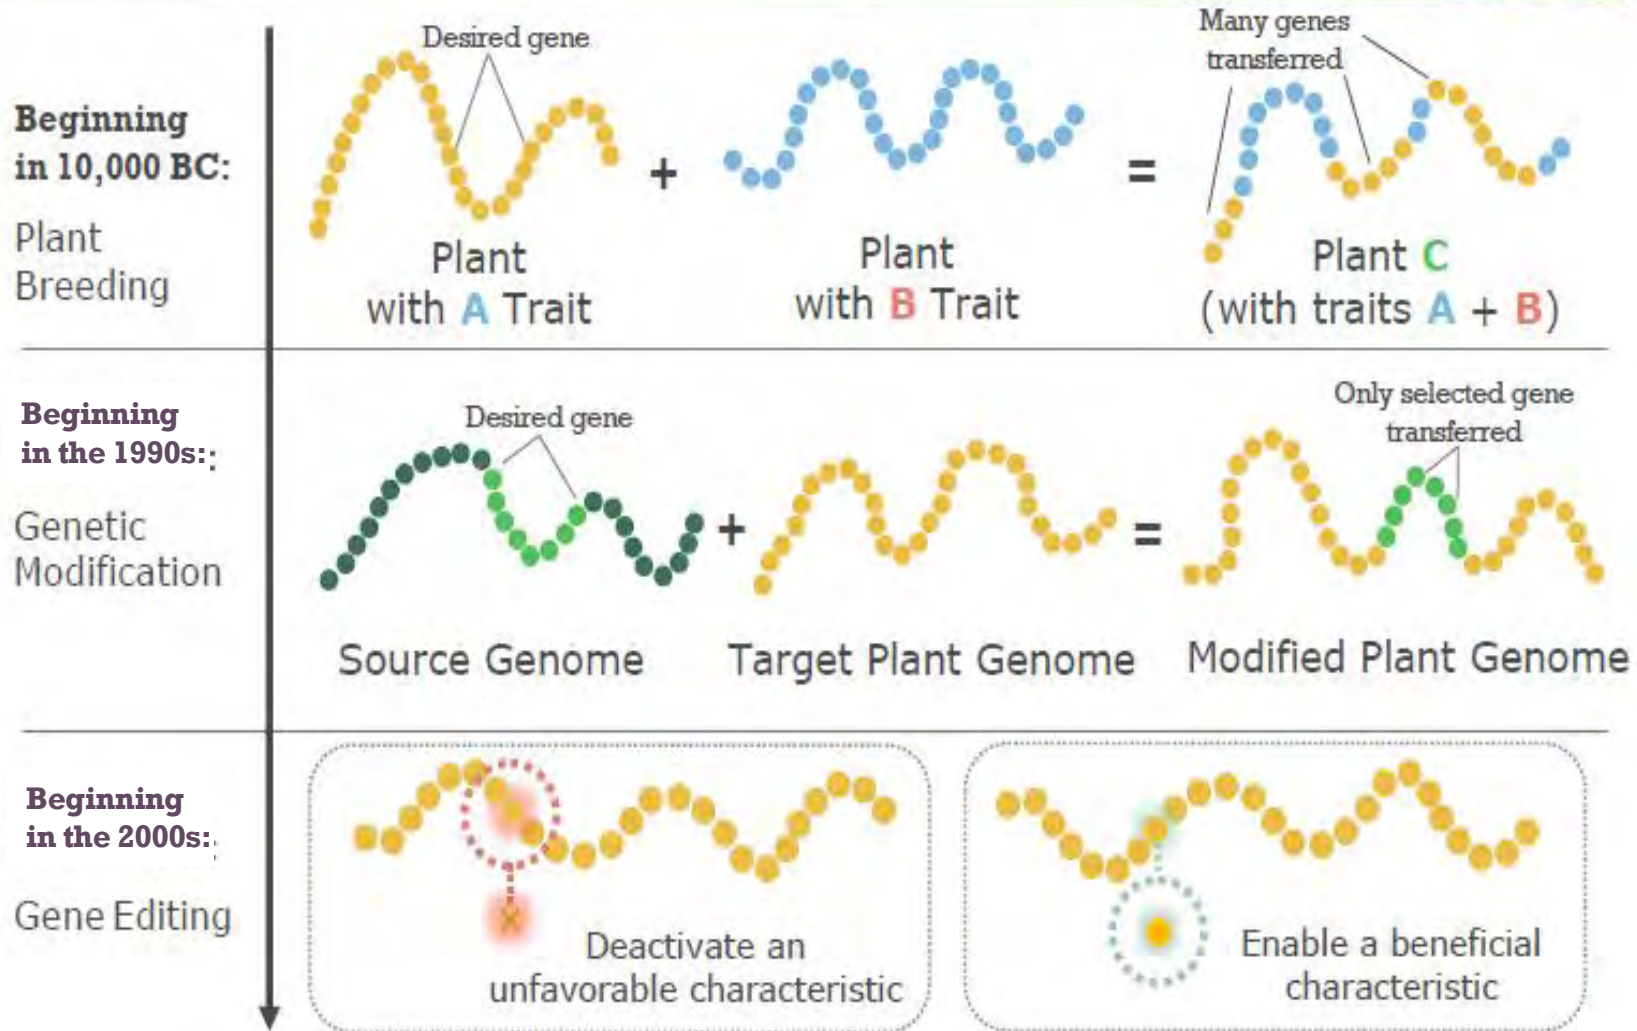 Beginning
in 10,000 BC:
Plant
Breeding
Desired gene
+
=
Many genes
transferred
Plant
with A Trait
Plant
with B Trait
Plant C
(with traits A + B)
Beginning
in the 1990s::
Genetic
Modification
Desired gene
+
=
Only selected gene
transferred
Source Genome
Target Plant Genome
Modified Plant Genome
Beginning
in the 2000s::
Gene Editing
X
Deactivate an
unfavorable characteristic
Enable a beneficial
characteristic